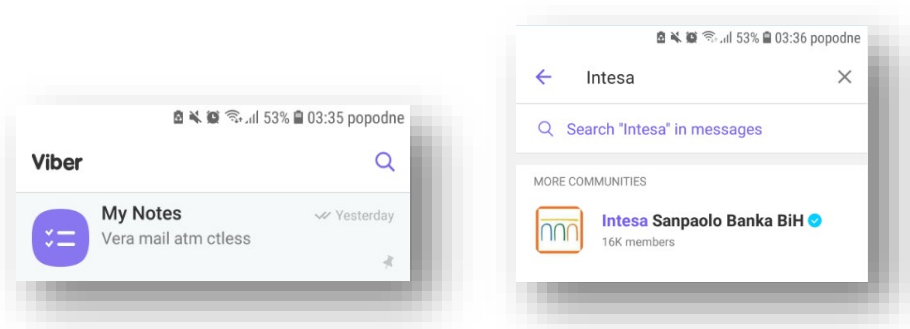 53% 03:35 popodne
Viber
My Notes
Yesterday
Vera mail atm ctless
53% 03:36 popodne
Intesa
Search "Intesa" in messages
MORE COMMUNITIES
Intesa Sanpaolo Banka BiH
16K members